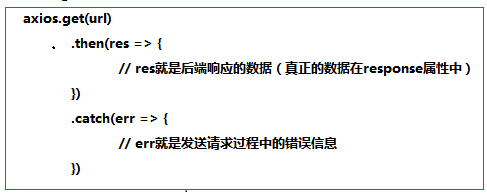 axios.get(url)
、 .then(res => {
// res就是后端响应的数据（真正的数据在response属性中）
})
.catch(err => {
// err就是发送请求过程中的错误信息
})